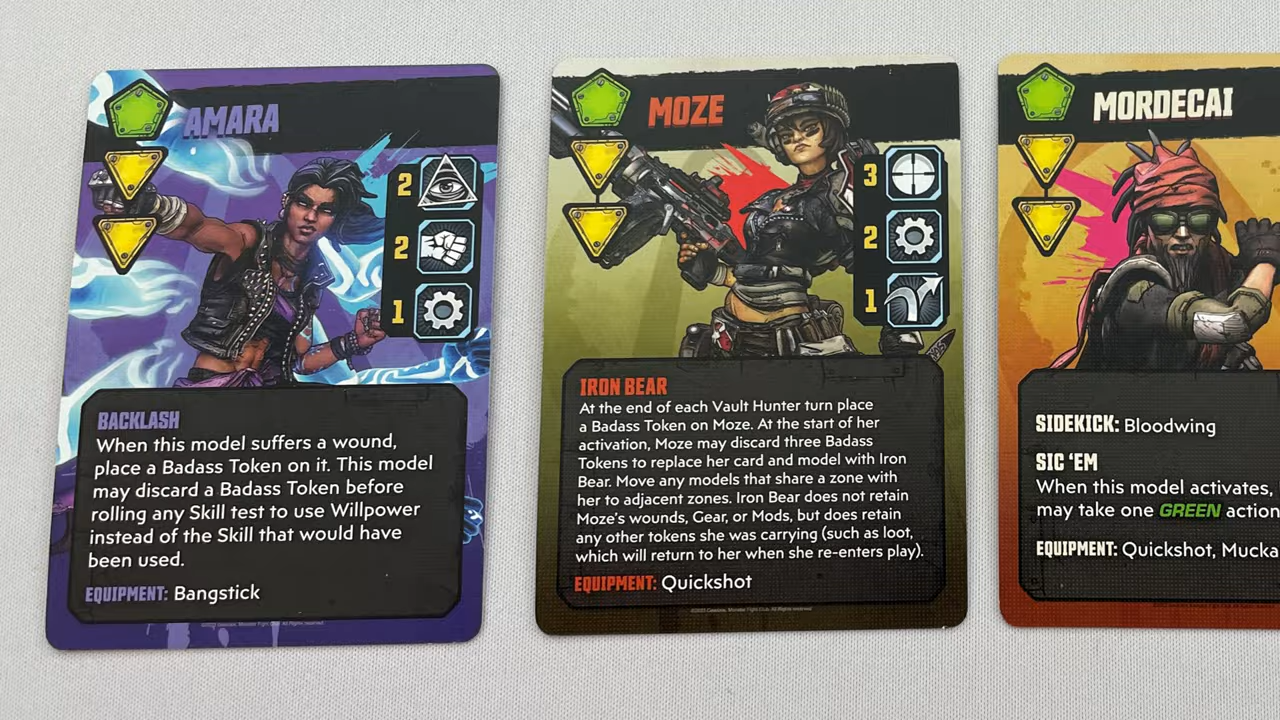 AMARA
2
2
1
BACKLASH
When this model suffers a wound,
place a Badass Token on it. This model
may discard a Badass Token before
rolling any Skill test to use Willpower
instead of the Skill that would have
been used.
EQUIPMENT: Bangstick
MOZE
3
2
1
IRON BEAR
At the end of each Vault Hunter turn place
a Badass Token on Moze. At the start of her
activation, Moze may discard three Badass
Tokens to replace her card and model with Iron
Bear. Move any models that share a zone with
her to adjacent zones. Iron Bear does not retain
Moze's wounds, Gear, or Mods, but does retain
any other tokens she was carrying (such as loot,
which will return to her when she re-enters play).
EQUIPMENT: Quickshot
MORDECAI
SIDEKICK: Bloodwing
SIC 'EM
When this model activates,
may take one GREEN action
EQUIPMENT: Quickshot, Mucka